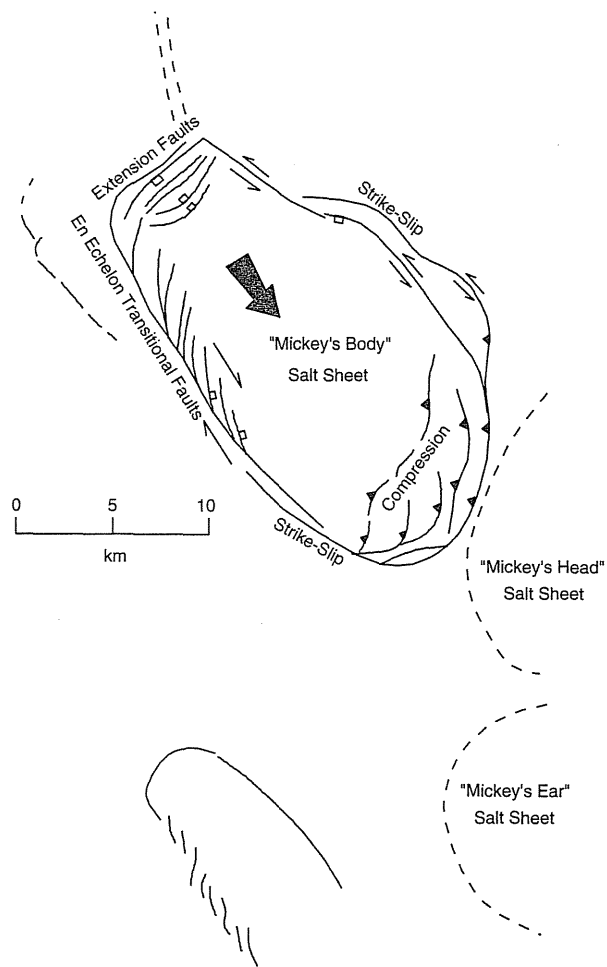 Extension Faults
Strike-Slip
En Echelon Transitional Faults
"Mickey's Body"
Salt Sheet
Compression
0 5 10
km
Strike-Slip
"Mickey's Head"
Salt Sheet
"Mickey's Ear"
Salt Sheet